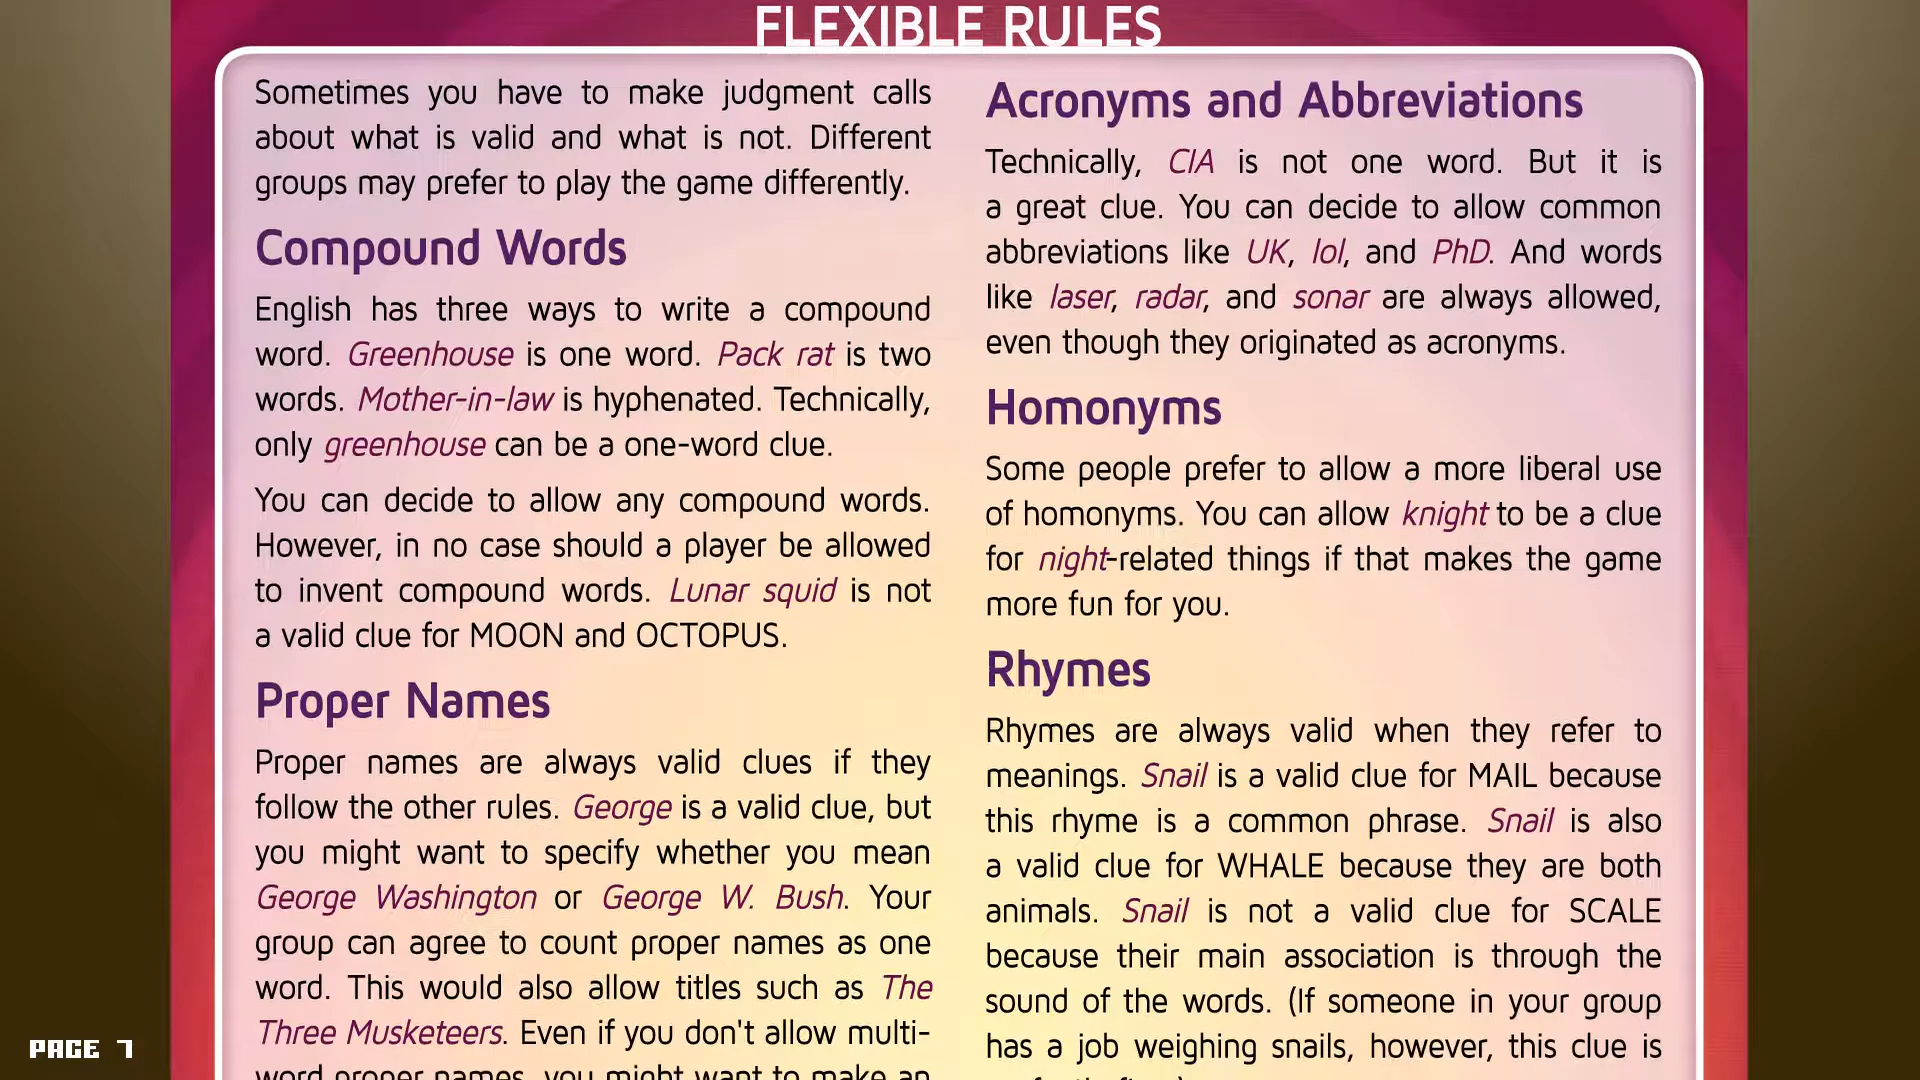 FLEXIBLE RULES
Sometimes you have to make judgment calls
about what is valid and what is not. Different
groups may prefer to play the game differently.
Compound Words
English has three ways to write a compound
word. Greenhouse is one word. Pack rat is two
words. Mother-in-law is hyphenated. Technically,
only greenhouse can be a one-word clue.
You can decide to allow any compound words.
However, in no case should a player be allowed
to invent compound words. Lunar squid is not
a valid clue for MOON and OCTOPUS.
Proper Names
Proper names are always valid clues if they
follow the other rules. George is a valid clue, but
you might want to specify whether you mean
George Washington or George W. Bush. Your
group can agree to count proper names as one
word. This would also allow titles such as The
Three Musketeers. Even if you don't allow multi-
word proper names, you might want to make an
Acronyms and Abbreviations
Technically, CIA is not one word. But it is
a great clue. You can decide to allow common
abbreviations like UK, lol, and PhD. And words
like laser, radar, and sonar are always allowed,
even though they originated as acronyms.
Homonyms
Some people prefer to allow a more liberal use
of homonyms. You can allow knight to be a clue
for night-related things if that makes the game
more fun for you.
Rhymes
Rhymes are always valid when they refer to
meanings. Snail is a valid clue for MAIL because
this rhyme is a common phrase. Snail is also
a valid clue for WHALE because they are both
animals. Snail is not a valid clue for SCALE
because their main association is through the
sound of the words. (If someone in your group
has a job weighing snails, however, this clue is
PAGE 7